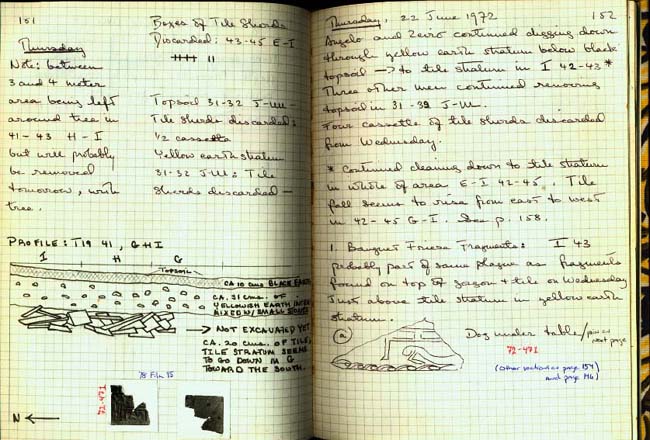 151
Boxes of Tile Sherds
Discarded: 43-45 E-I
Thursday
Note: between
3 and 4 meter
area being left
around tree in
41-43 H-I
but will probably
be removed
tomorrow, with
tree.
Topsoil 31-32 J-M -
Tile sherds discarded:
1/2 cassetta
Yellow earth stratum
31-32 J-M: Tile
sherds discarded -
PROFILE: T19 41, GHI
I H G
TOPSOIL
CA 10 CMS BLACK EARTH
CA. 31 CMS. OF
YELLOWISH EARTH INTER
MIXED W/ SMALL STONES
→ NOT EXCAVATED YET
CA. 20 CMS. OF TILE,
TILE STRATUM SEEMS
TO GO DOWN IN G
TOWARD THE SOUTH.
78 Film 15
72-471
N ←
Thursday, 22 June 1972 152
Angelo and Zeiro continued digging down
through yellow earth stratum below black
topsoil → to tile stratum in I 42-43 *
Three other men continued removing
topsoil in 31-32 J-M.
Four cassette of tile sherds discarded
from Wednesday.
* Continued cleaning down to tile stratum
in whole of area E-I 42-45. Tile
fall seems to rise from east to west
in 42-45 G-I. See p. 158.
1. Banquet Frieze Fragments: I 43
probably part of same plaque as fragments
found on top of sason + tile on Wednesday
Just above tile stratum in yellow earth
stratum.
a
Dog under table/
next page
72-471
(other sections page 154
and page 146)